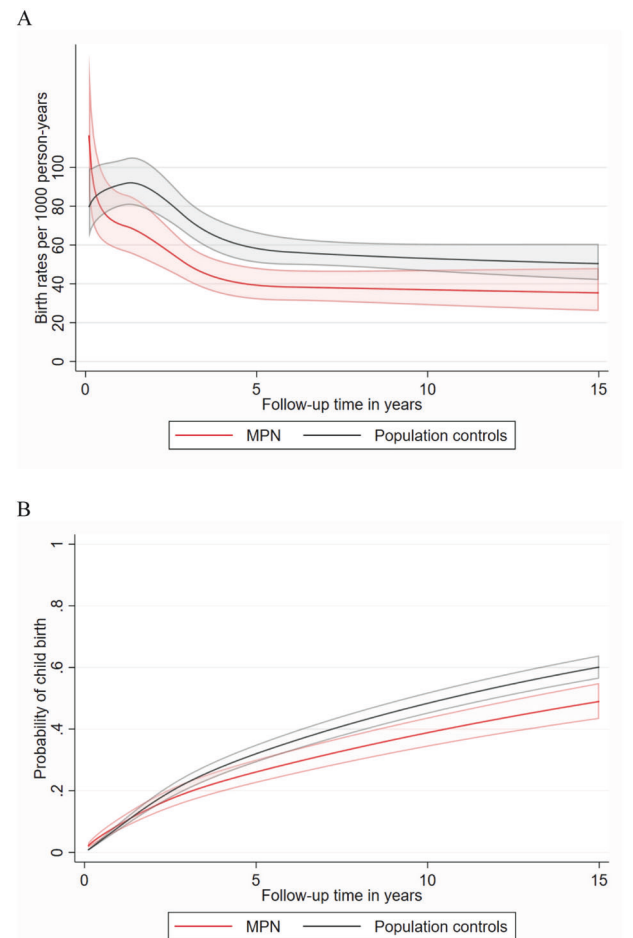 A
Birth rates per 1000 person-years
100
80
60
40
20
0
0 5 10 15
Follow-up time in years
MPN Population controls
B
Probability of child birth
1
.8
.6
.4
.2
0
0 5 10 15
Follow-up time in years
MPN Population controls